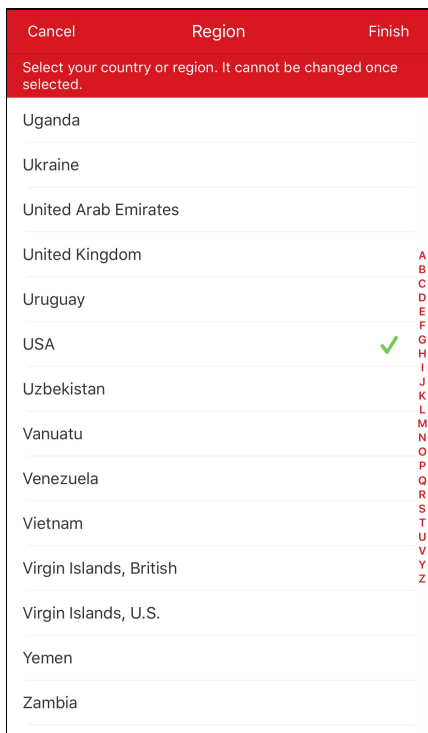 Cancel Region Finish
Select your country or region. It cannot be changed once
selected.
Uganda
Ukraine
United Arab Emirates
United Kingdom
Uruguay
USA
Uzbekistan
Vanuatu
Venezuela
Vietnam
Virgin Islands, British
Virgin Islands, U.S.
Yemen
Zambia
A
B
C
D
E
F
G
H
I
J
K
L
M
N
O
P
Q
R
S
T
U
V
Y
Z